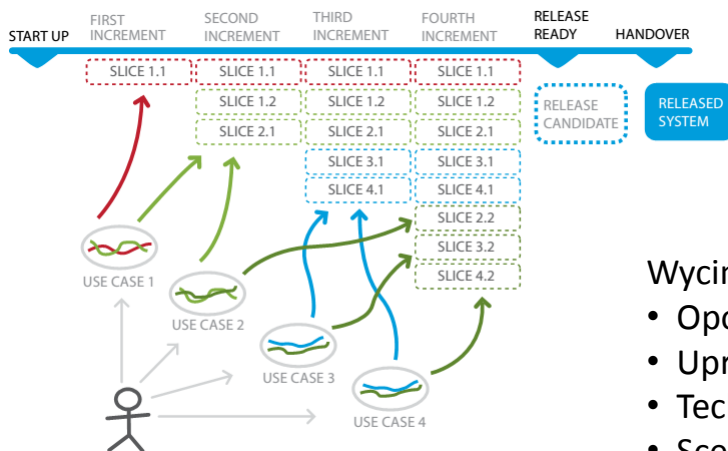 START UP
FIRST
INCREMENT
SECOND
INCREMENT
THIRD
INCREMENT
FOURTH
INCREMENT
RELEASE
READY
HANDOVER
SLICE 1.1
SLICE 1.1
SLICE 1.1
SLICE 1.1
SLICE 1.2
SLICE 1.2
SLICE 1.2
SLICE 2.1
SLICE 2.1
SLICE 2.1
SLICE 3.1
SLICE 3.1
SLICE 4.1
SLICE 4.1
SLICE 2.2
SLICE 3.2
SLICE 4.2
RELEASE
CANDIDATE
RELEASED
SYSTEM
USE CASE 1
USE CASE 2
USE CASE 3
USE CASE 4